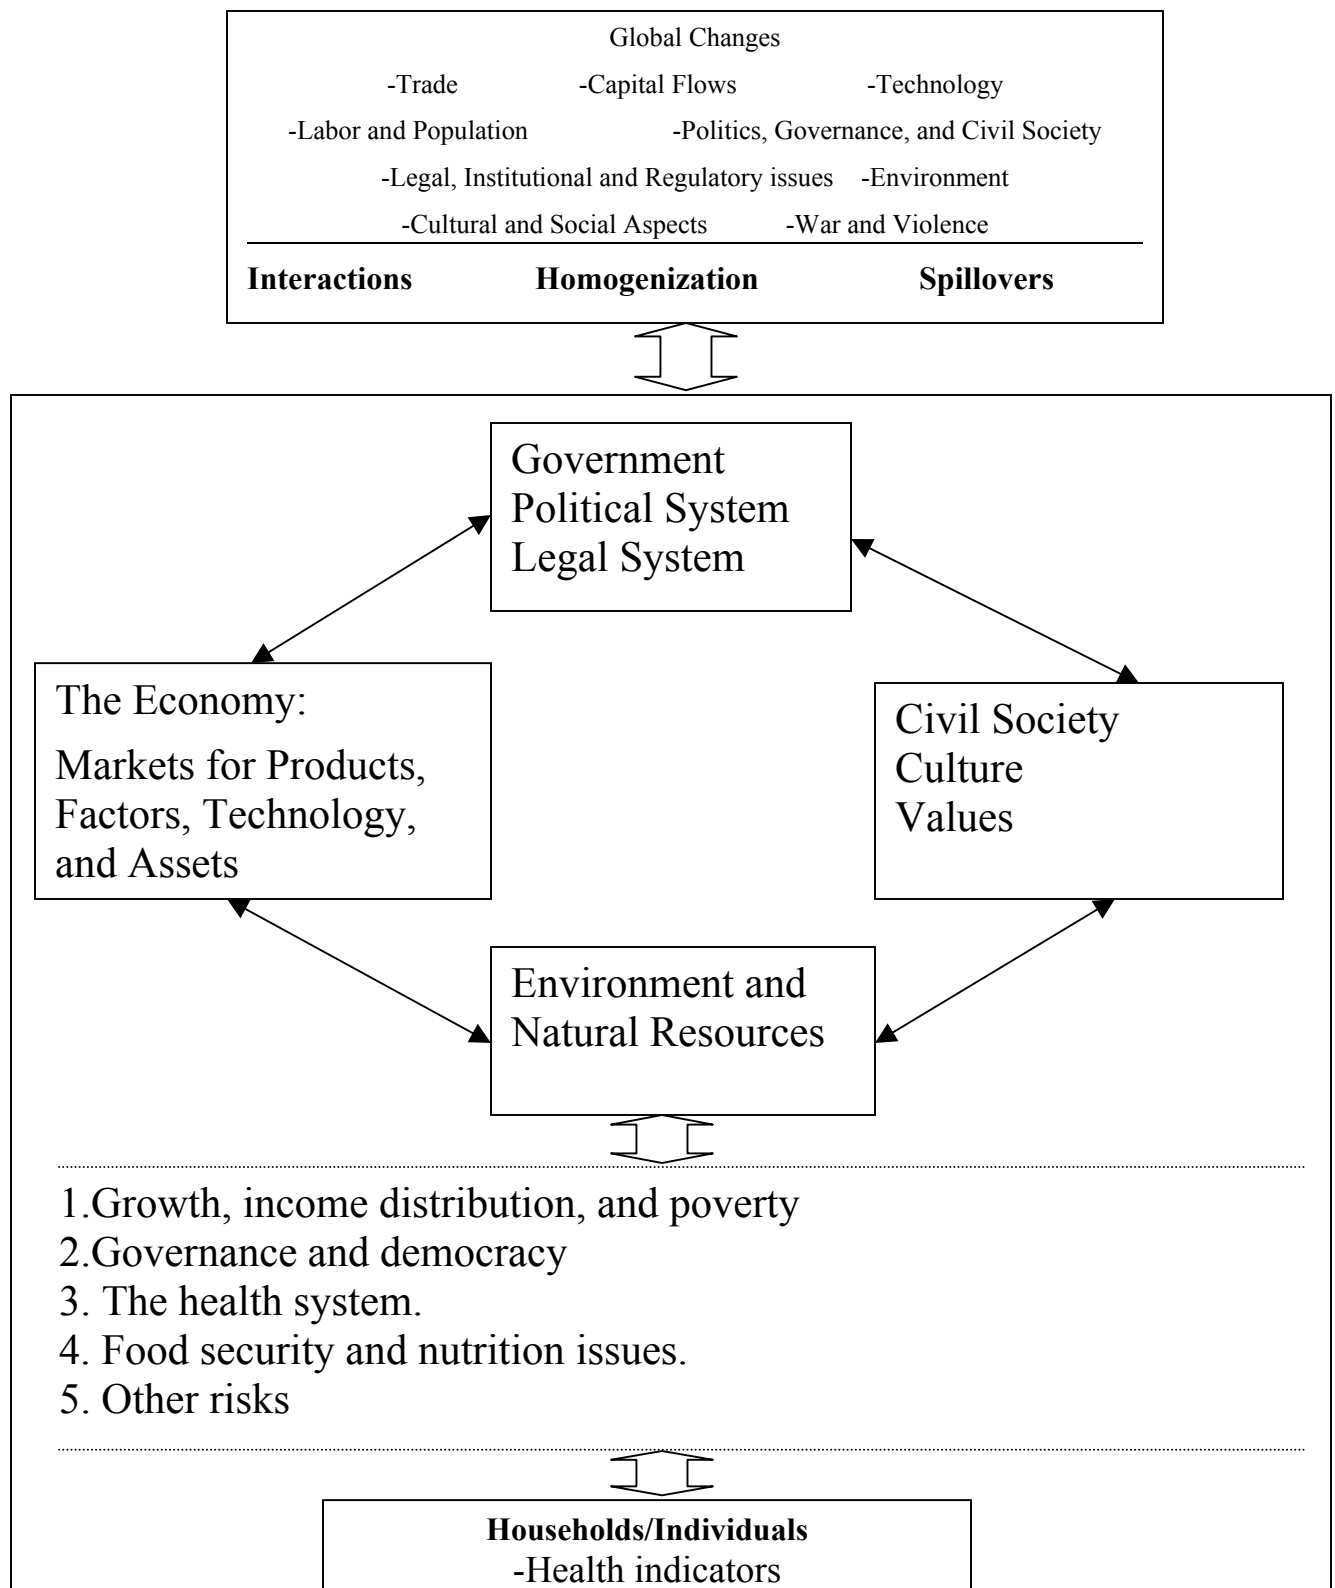 Global Changes
-Trade -Capital Flows -Technology
-Labor and Population -Politics, Governance, and Civil Society
-Legal, Institutional and Regulatory issues -Environment
-Cultural and Social Aspects -War and Violence
Interactions Homogenization Spillovers
Government
Political System
Legal System
The Economy:
Markets for Products,
Factors, Technology,
and Assets
Civil Society
Culture
Values
Environment and
Natural Resources
1.Growth, income distribution, and poverty
2.Governance and democracy
3. The health system.
4. Food security and nutrition issues.
5. Other risks
Households/Individuals
-Health indicators